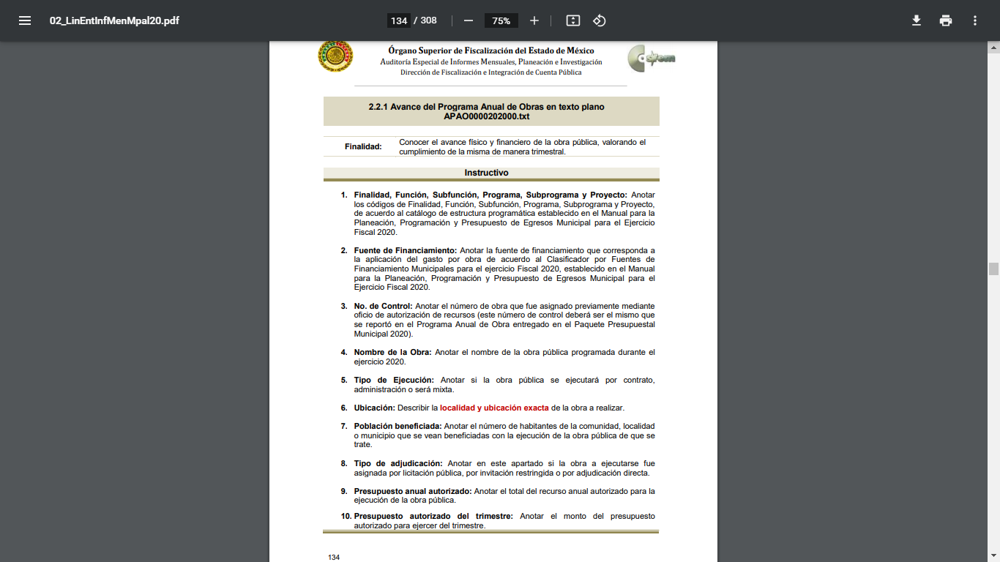 02_LinEntInfMenMpal20.pdf
134 / 308
75%
Órgano Superior de Fiscalización del Estado de México
Auditoría Especial de Informes Mensuales, Planeación e Investigación
Dirección de Fiscalización e Integración de Cuenta Pública
osfem
2.2.1 Avance del Programa Anual de Obras en texto plano
APAO0000202000.txt
Finalidad:
Conocer el avance físico y financiero de la obra pública, valorando el
cumplimiento de la misma de manera trimestral.
Instructivo
1. Finalidad, Función, Subfunción, Programa, Subprograma y Proyecto: Anotar
los códigos de Finalidad, Función, Subfunción, Programa, Subprograma y Proyecto,
de acuerdo al catálogo de estructura programática establecido en el Manual para la
Planeación, Programación y Presupuesto de Egresos Municipal para el Ejercicio
Fiscal 2020.
2. Fuente de Financiamiento: Anotar la fuente de financiamiento que corresponda a
la aplicación del gasto por obra de acuerdo al Clasificador por Fuentes de
Financiamiento Municipales para el ejercicio Fiscal 2020, establecido en el Manual
para la Planeación, Programación y Presupuesto de Egresos Municipal para el
Ejercicio Fiscal 2020.
3. No. de Control: Anotar el número de obra que fue asignado previamente mediante
oficio de autorización de recursos (este número de control deberá ser el mismo que
se reportó en el Programa Anual de Obra entregado en el Paquete Presupuestal
Municipal 2020).
4. Nombre de la Obra: Anotar el nombre de la obra pública programada durante el
ejercicio 2020.
5. Tipo de Ejecución: Anotar si la obra pública se ejecutará por contrato,
administración o será mixta.
6. Ubicación: Describir la localidad y ubicación exacta de la obra a realizar.
7. Población beneficiada: Anotar el número de habitantes de la comunidad, localidad
o municipio que se vean beneficiadas con la ejecución de la obra pública de que se
trate.
8. Tipo de adjudicación: Anotar en este apartado si la obra a ejecutarse fue
asignada por licitación pública, por invitación restringida o por adjudicación directa.
9. Presupuesto anual autorizado: Anotar el total del recurso anual autorizado para la
ejecución de la obra pública.
10. Presupuesto autorizado del trimestre: Anotar el monto del presupuesto
autorizado para ejercer del trimestre.
134